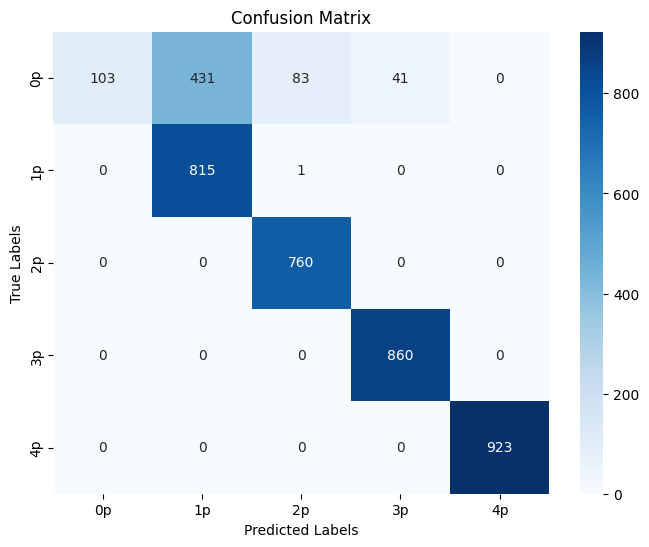 Confusion Matrix
0p 103 431 83 41 0
1p 0 815 1 0 0
2p 0 0 760 0 0
3p 0 0 0 860 0
4p 0 0 0 0 923
0p 1p 2p 3p 4p
Predicted Labels
True Labels
800
600
400
200
0